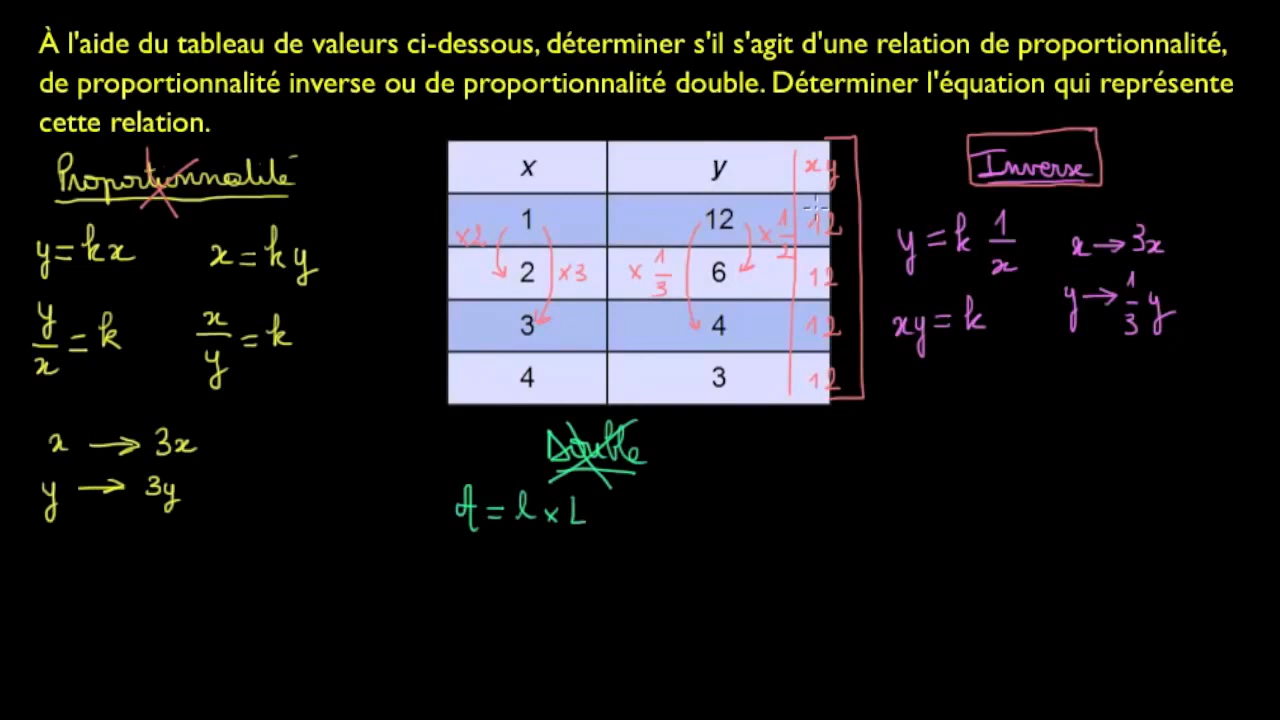 À l'aide du tableau de valeurs ci-dessous, déterminer s'il s'agit d'une relation de proportionnalité,
de proportionnalité inverse ou de proportionnalité double. Déterminer l'équation qui représente
cette relation.
Proportionnalité
y = kx x = ky
y/x = k x/y = k
x → 3x
y → 3y
x y xy
1 12 12
2 6 12
3 4 12
4 3 12
×2 ×3 × 1/3 × 1/2
Double
A = l × L
Inverse
y = k 1/x x → 3x
xy = k y → 1/3 y